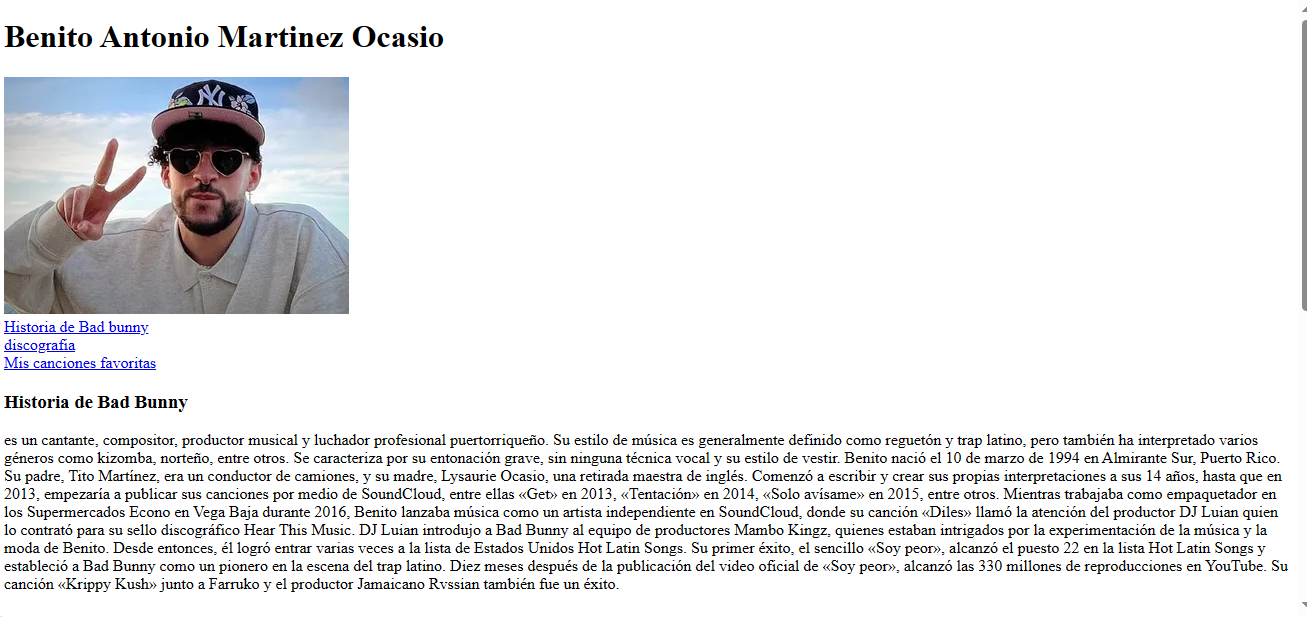 Benito Antonio Martinez Ocasio
NY
Historia de Bad bunny
discografía
Mis canciones favoritas
Historia de Bad Bunny
es un cantante, compositor, productor musical y luchador profesional puertorriqueño. Su estilo de música es generalmente definido como reguetón y trap latino, pero también ha interpretado varios
géneros como kizomba, norteño, entre otros. Se caracteriza por su entonación grave, sin ninguna técnica vocal y su estilo de vestir. Benito nació el 10 de marzo de 1994 en Almirante Sur, Puerto Rico.
Su padre, Tito Martínez, era un conductor de camiones, y su madre, Lysaurie Ocasio, una retirada maestra de inglés. Comenzó a escribir y crear sus propias interpretaciones a sus 14 años, hasta que en
2013, empezaría a publicar sus canciones por medio de SoundCloud, entre ellas «Get» en 2013, «Tentación» en 2014, «Solo avísame» en 2015, entre otros. Mientras trabajaba como empaquetador en
los Supermercados Econo en Vega Baja durante 2016, Benito lanzaba música como un artista independiente en SoundCloud, donde su canción «Diles» llamó la atención del productor DJ Luian quien
lo contrató para su sello discográfico Hear This Music. DJ Luian introdujo a Bad Bunny al equipo de productores Mambo Kingz, quienes estaban intrigados por la experimentación de la música y la
moda de Benito. Desde entonces, él logró entrar varias veces a la lista de Estados Unidos Hot Latin Songs. Su primer éxito, el sencillo «Soy peor», alcanzó el puesto 22 en la lista Hot Latin Songs y
estableció a Bad Bunny como un pionero en la escena del trap latino. Diez meses después de la publicación del video oficial de «Soy peor», alcanzó las 330 millones de reproducciones en YouTube. Su
canción «Krippy Kush» junto a Farruko y el productor Jamaicano Rvssian también fue un éxito.